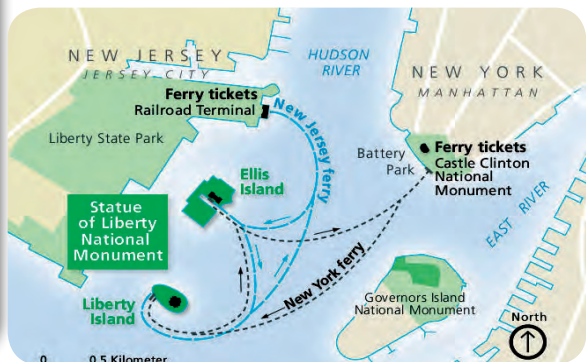 NEW JERSEY
JERSEY CITY
HUDSON
RIVER
NEW YORK
MANHATTAN
Ferry tickets
Railroad Terminal
Liberty State Park
New Jersey ferry
Battery
Park
Ferry tickets
Castle Clinton
National
Monument
Ellis
Island
Statue
of Liberty
National
Monument
EAST RIVER
Liberty
Island
New York ferry
Governors Island
National Monument
North
0 0.5 Kilometer